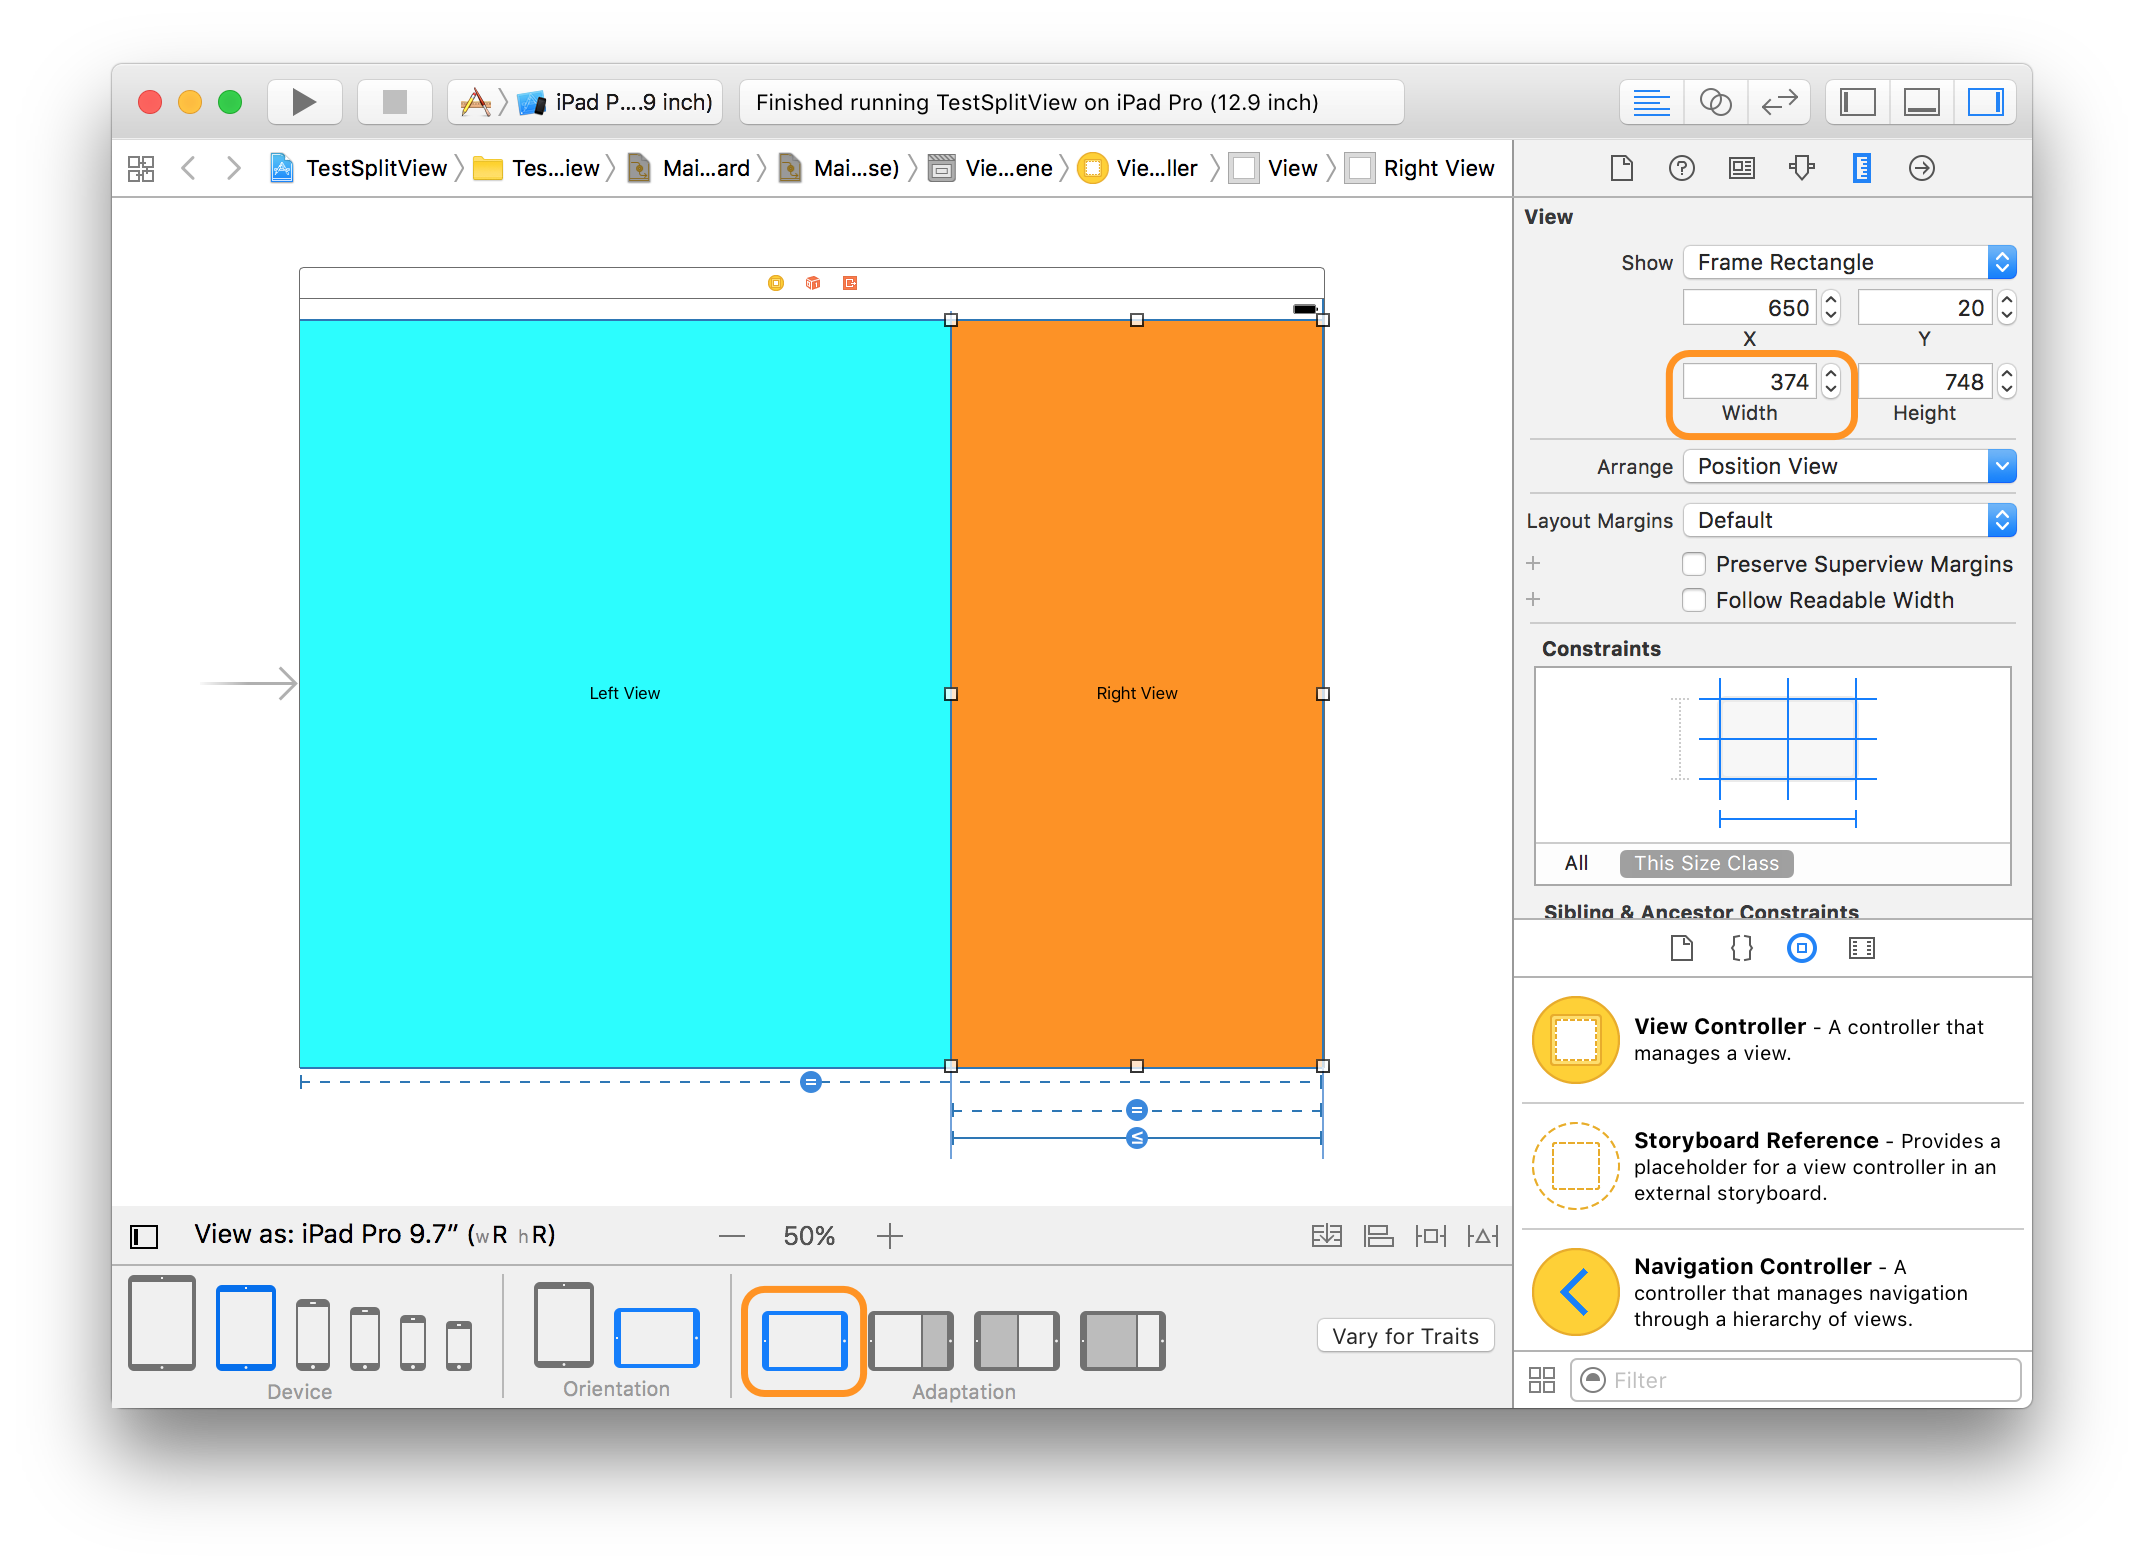 iPad P....9 inch)
Finished running TestSplitView on iPad Pro (12.9 inch)
TestSplitView
Tes...iew
Mai...ard
Mai...se)
Vie...ene
Vie...ller
View
Right View
View
Show
Frame Rectangle
650
20
X
Y
374
748
Width
Height
Arrange
Position View
Layout Margins
Default
Preserve Superview Margins
Follow Readable Width
Constraints
All
This Size Class
Sibling & Ancestor Constraints
Left View
Right View
View Controller - A controller that
manages a view.
Storyboard Reference - Provides a
placeholder for a view controller in an
external storyboard.
Navigation Controller - A
controller that manages navigation
through a hierarchy of views.
Filter
View as: iPad Pro 9.7″ (wR hR)
50%
Device
Orientation
Adaptation
Vary for Traits